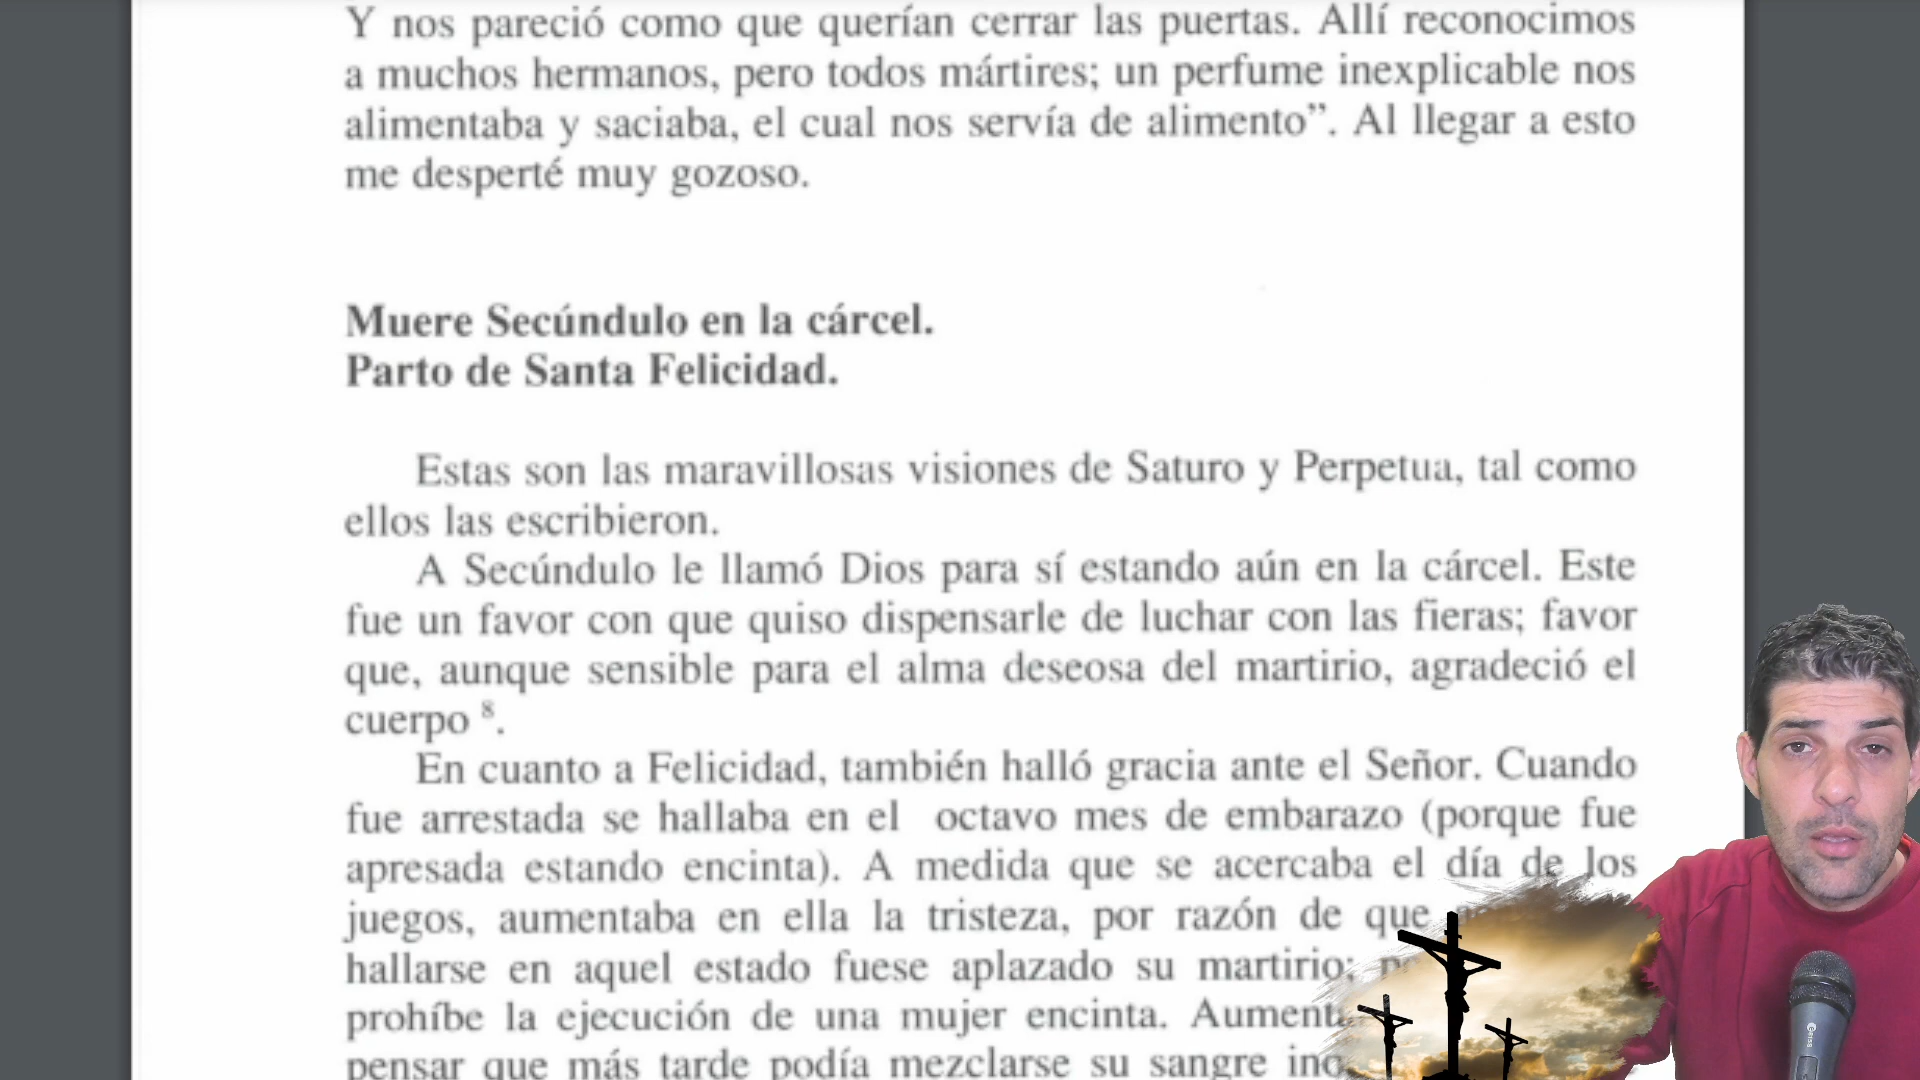 Y nos pareció como que querían cerrar las puertas. Allí reconocimos
a muchos hermanos, pero todos mártires; un perfume inexplicable nos
alimentaba y saciaba, el cual nos servía de alimento”. Al llegar a esto
me desperté muy gozoso.
Muere Secúndulo en la cárcel.
Parto de Santa Felicidad.
Estas son las maravillosas visiones de Saturo y Perpetua, tal como
ellos las escribieron.
A Secúndulo le llamó Dios para sí estando aún en la cárcel. Este
fue un favor con que quiso dispensarle de luchar con las fieras; favor
que, aunque sensible para el alma deseosa del martirio, agradeció el
cuerpo ⁸.
En cuanto a Felicidad, también halló gracia ante el Señor. Cuando
fue arrestada se hallaba en el octavo mes de embarazo (porque fue
apresada estando encinta). A medida que se acercaba el día de los
juegos, aumentaba en ella la tristeza, por razón de que
hallarse en aquel estado fuese aplazado su martirio;
prohíbe la ejecución de una mujer encinta.
pensar que más tarde podía mezclarse su sangre